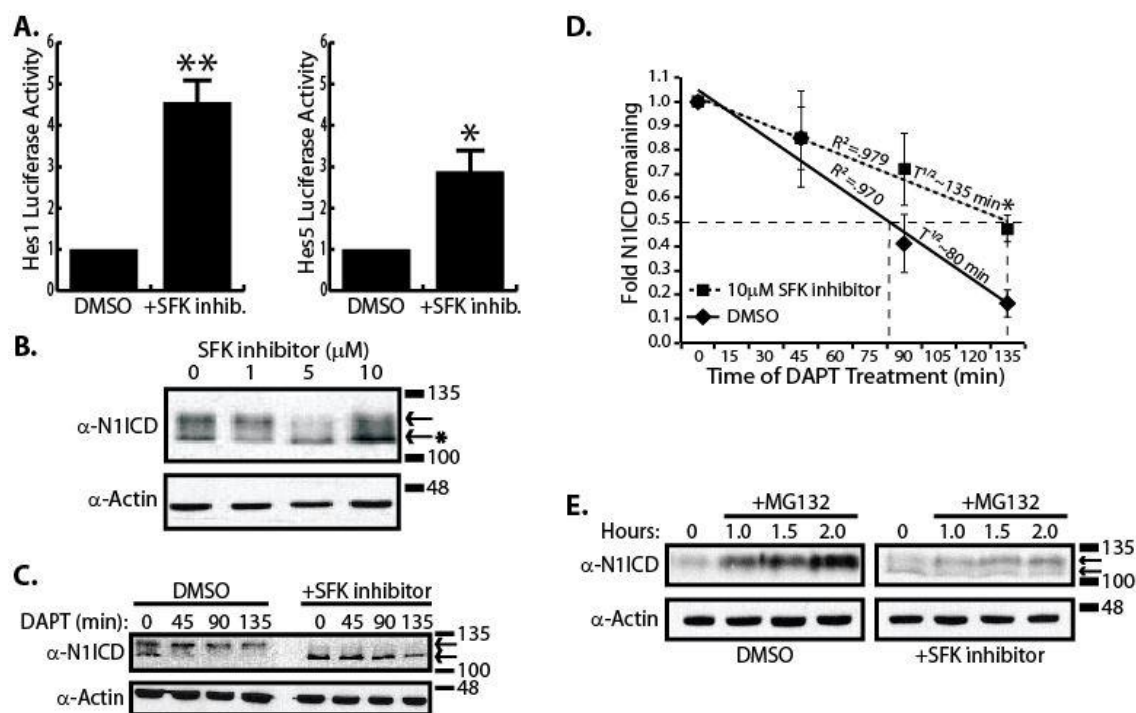 A.
Hes1 Luciferase Activity
6
5
4
3
2
1
**
DMSO +SFK inhib.
Hes5 Luciferase Activity
6
5
4
3
2
1
*
DMSO +SFK inhib.
B.
SFK inhibitor (μM)
0 1 5 10
α-N1ICD
135
*
100
α-Actin
48
C.
DMSO +SFK inhibitor
DAPT (min): 0 45 90 135 0 45 90 135
α-N1ICD
135
100
α-Actin
48
D.
Fold N1ICD remaining
1.1
1.0
0.9
0.8
0.7
0.6
0.5
0.4
0.3
0.2
0.1
0.0
R²=.979 T^1/2~135 min *
R²=.970 T^1/2~80 min
10μM SFK inhibitor
DMSO
0 15 30 45 60 75 90 105 120 135
Time of DAPT Treatment (min)
E.
+MG132 +MG132
Hours: 0 1.0 1.5 2.0 0 1.0 1.5 2.0
α-N1ICD
135
100
α-Actin
48
DMSO +SFK inhibitor